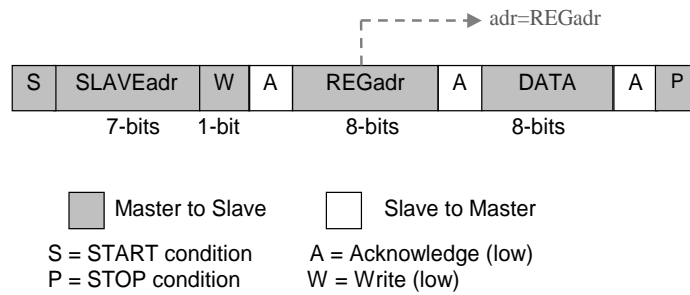 adr=REGadr
S SLAVEadr W A REGadr A DATA A P
7-bits 1-bit 8-bits 8-bits
Master to Slave Slave to Master
S = START condition A = Acknowledge (low)
P = STOP condition W = Write (low)